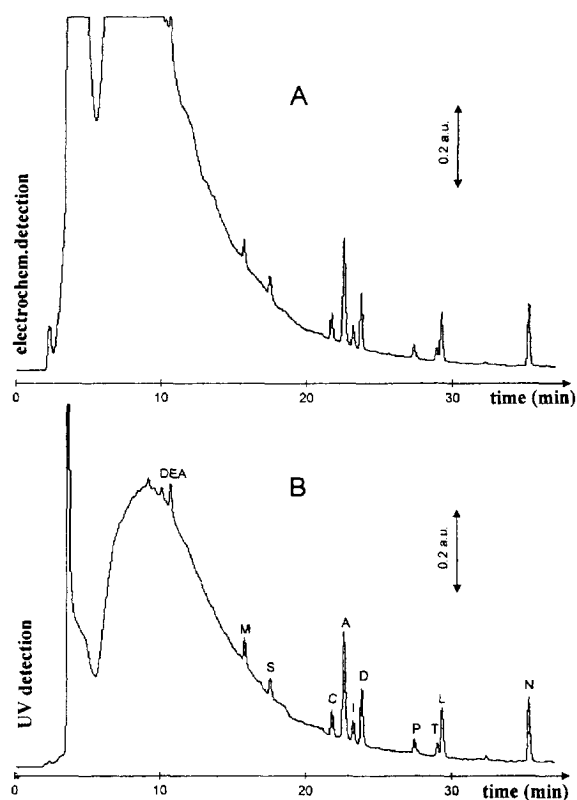 A
0.2 a.u.
electrochem.detection
0 10 20 30
time (min)
B
DEA
0.2 a.u.
M
S
C
A
I
D
P
T
L
N
UV detection
0 10 20 30
time (min)